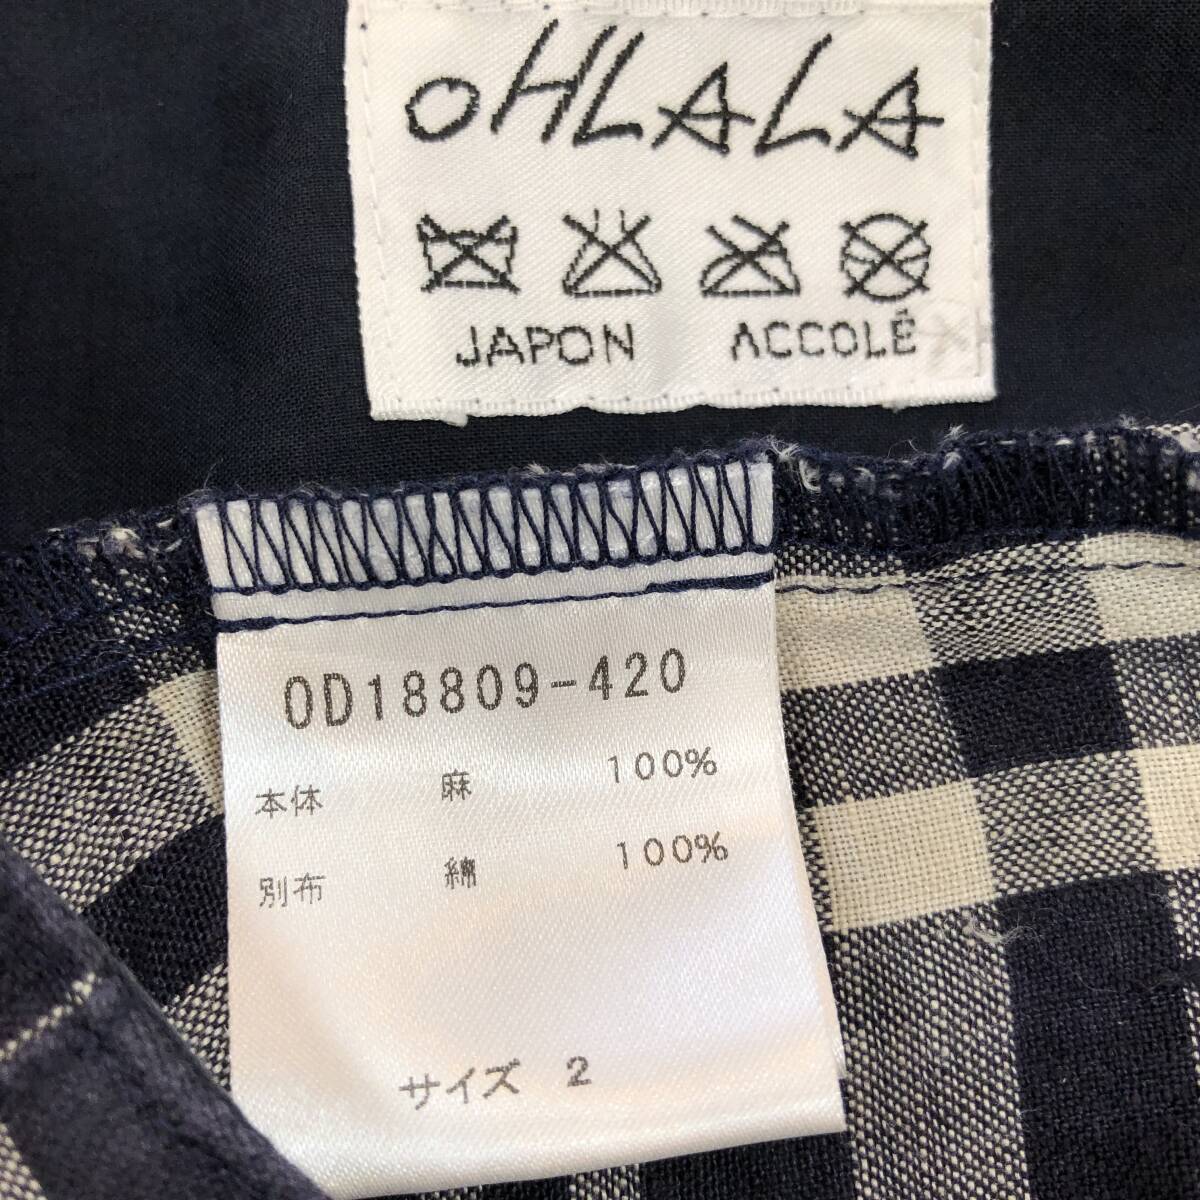 oHLALA
JAPON ACCOLÉ
OD18809-420
本体 麻 100%
別布 綿 100%
サイズ 2